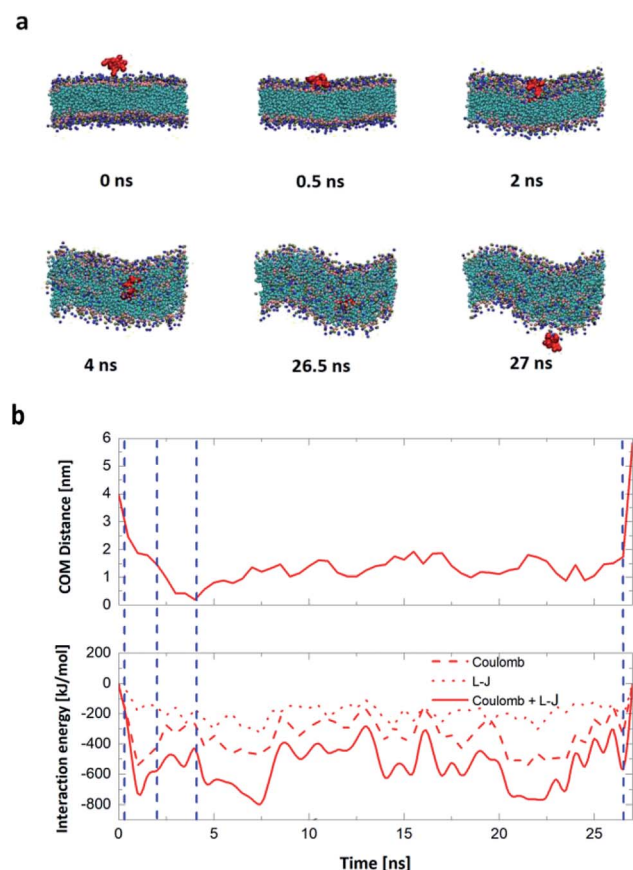 a
0 ns
0.5 ns
2 ns
4 ns
26.5 ns
27 ns
b
COM Distance [nm]
6
5
4
3
2
1
0
Interaction energy [kJ/mol]
200
0
-200
-400
-600
-800
Coulomb
L-J
Coulomb + L-J
0 5 10 15 20 25
Time [ns]